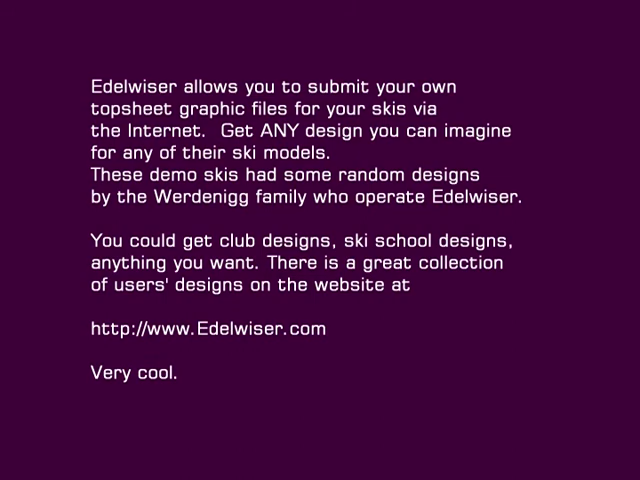 Edelwiser allows you to submit your own
topsheet graphic files for your skis via
the Internet.  Get ANY design you can imagine
for any of their ski models.
These demo skis had some random designs
by the Werdenigg family who operate Edelwiser.
You could get club designs, ski school designs,
anything you want. There is a great collection
of users' designs on the website at
http://www.Edelwiser.com
Very cool.